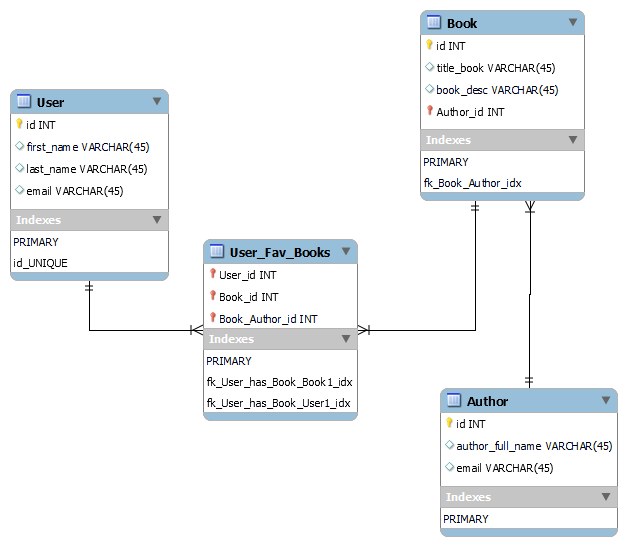 User
id INT
first_name VARCHAR(45)
last_name VARCHAR(45)
email VARCHAR(45)
Indexes
PRIMARY
id_UNIQUE
User_Fav_Books
User_id INT
Book_id INT
Book_Author_id INT
Indexes
PRIMARY
fk_User_has_Book_Book1_idx
fk_User_has_Book_User1_idx
Book
id INT
title_book VARCHAR(45)
book_desc VARCHAR(45)
Author_id INT
Indexes
PRIMARY
fk_Book_Author_idx
Author
id INT
author_full_name VARCHAR(45)
email VARCHAR(45)
Indexes
PRIMARY